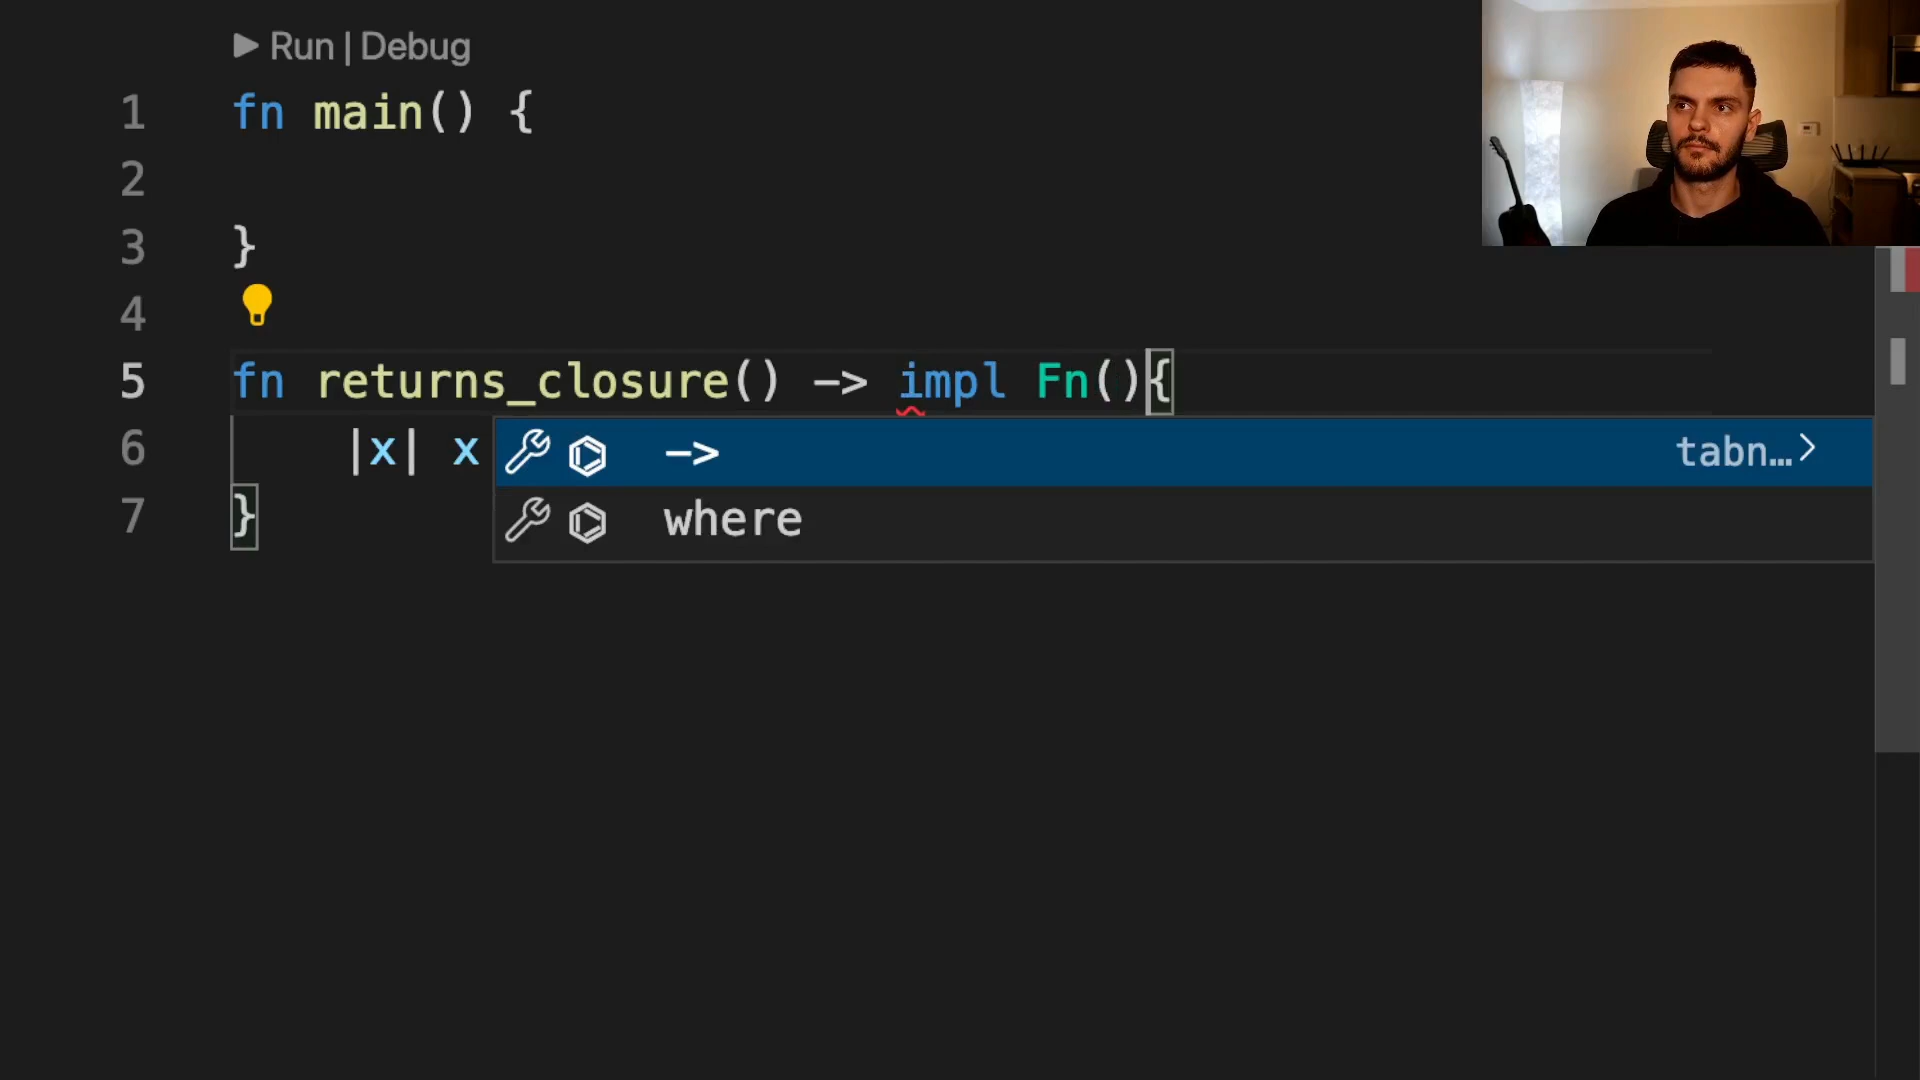 Run | Debug
1 fn main() {
2
3 }
4
5 fn returns_closure() -> impl Fn(){
6 |x| x
-> tabn…
where
7 }